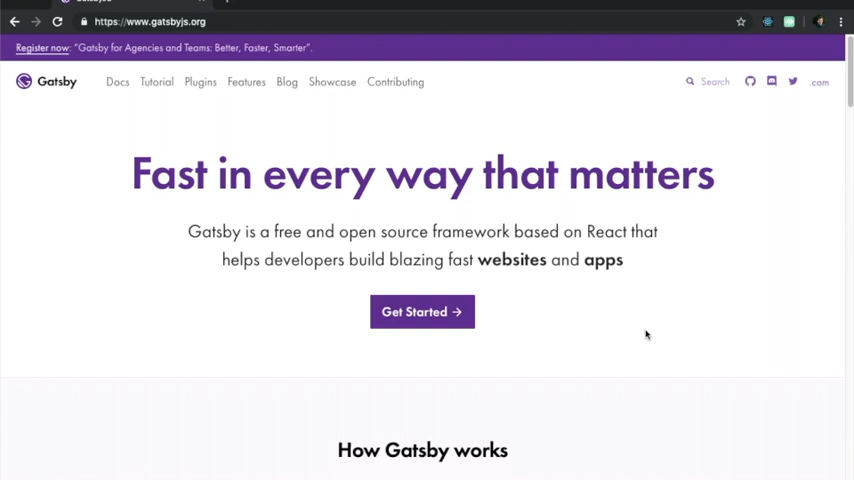 https://www.gatsbyjs.org
Register now: “Gatsby for Agencies and Teams: Better, Faster, Smarter”.
Gatsby Docs Tutorial Plugins Features Blog Showcase Contributing Search .com
Fast in every way that matters
Gatsby is a free and open source framework based on React that
helps developers build blazing fast websites and apps
Get Started →
How Gatsby works